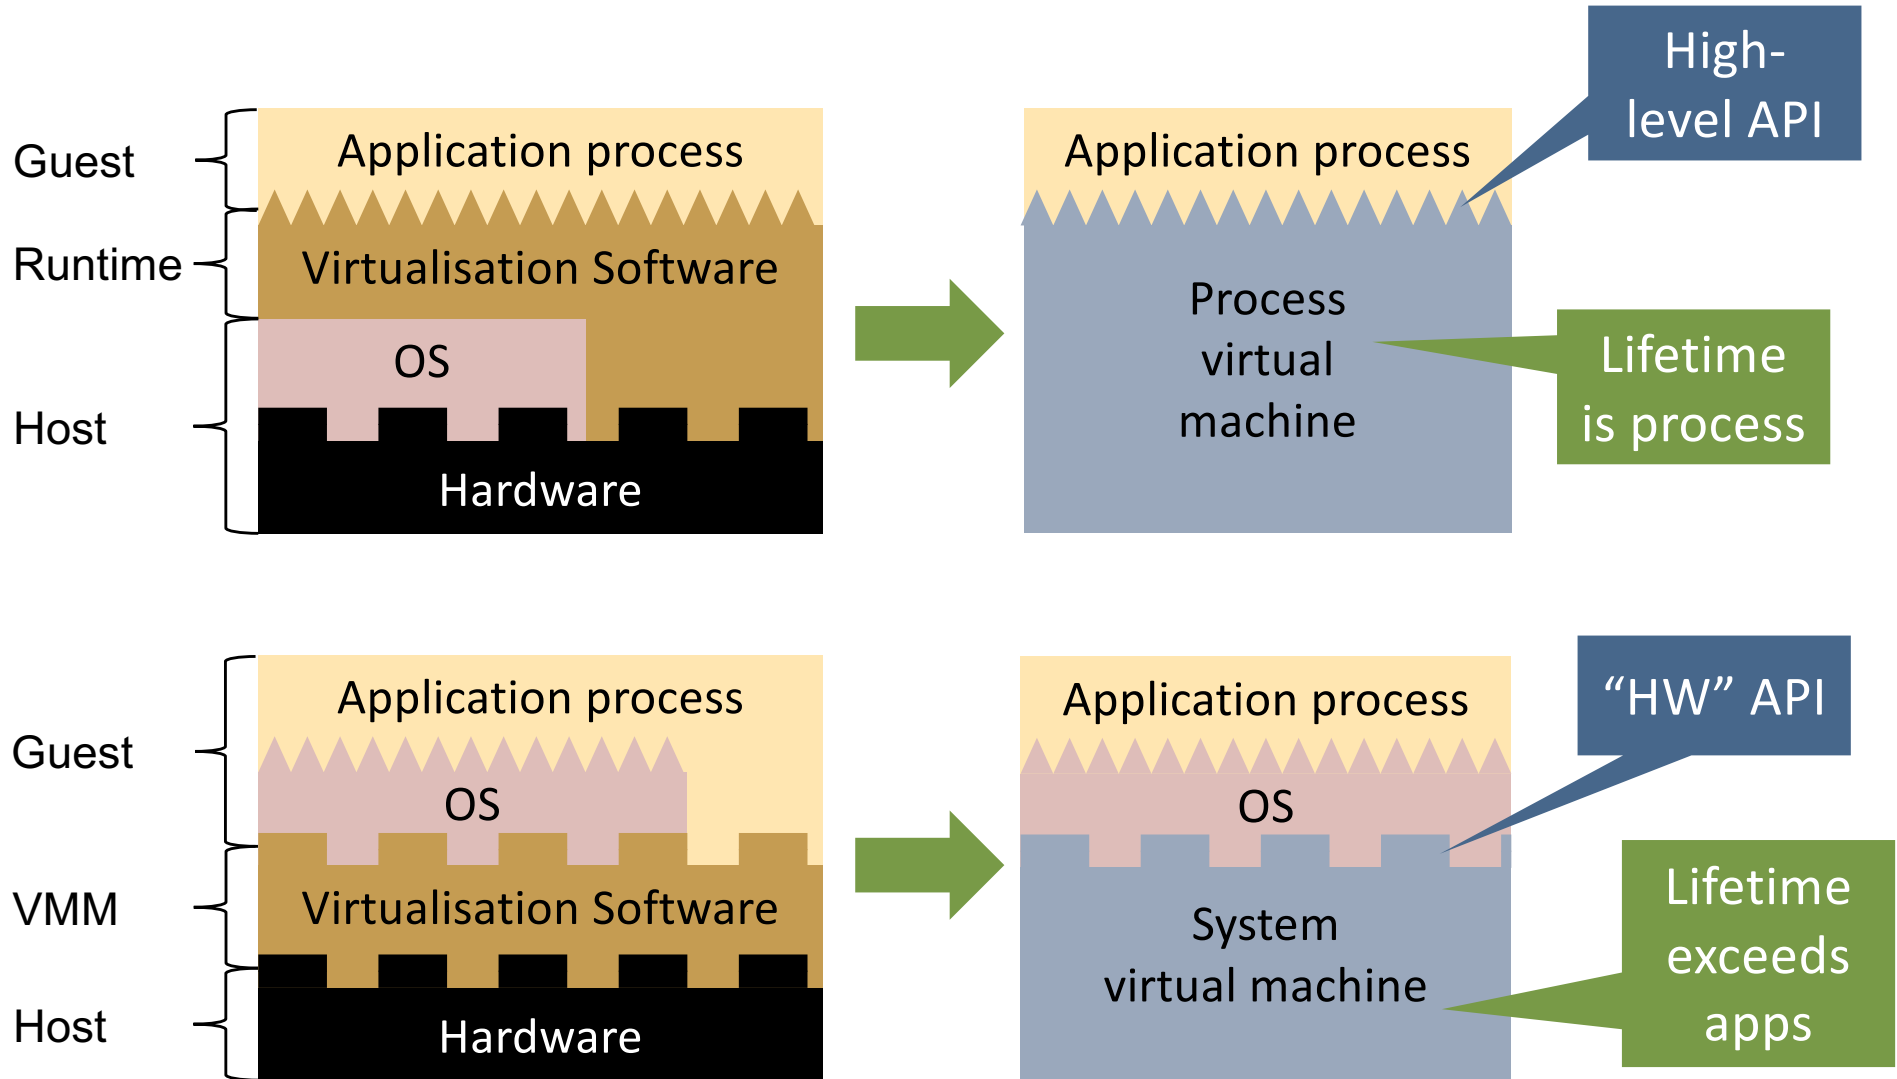 High-
level API
Guest
Application process
Application process
Runtime
Virtualisation Software
Process
virtual
machine
OS
Lifetime
is process
Host
Hardware
Guest
Application process
Application process
“HW” API
OS
OS
VMM
Virtualisation Software
System
virtual machine
Lifetime
exceeds
apps
Host
Hardware